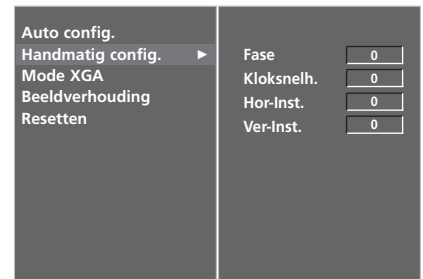 Auto config.
Handmatig config. ►
Mode XGA
Beeldverhouding
Resetten
Fase 0
Kloksnelh. 0
Hor-Inst. 0
Ver-Inst. 0